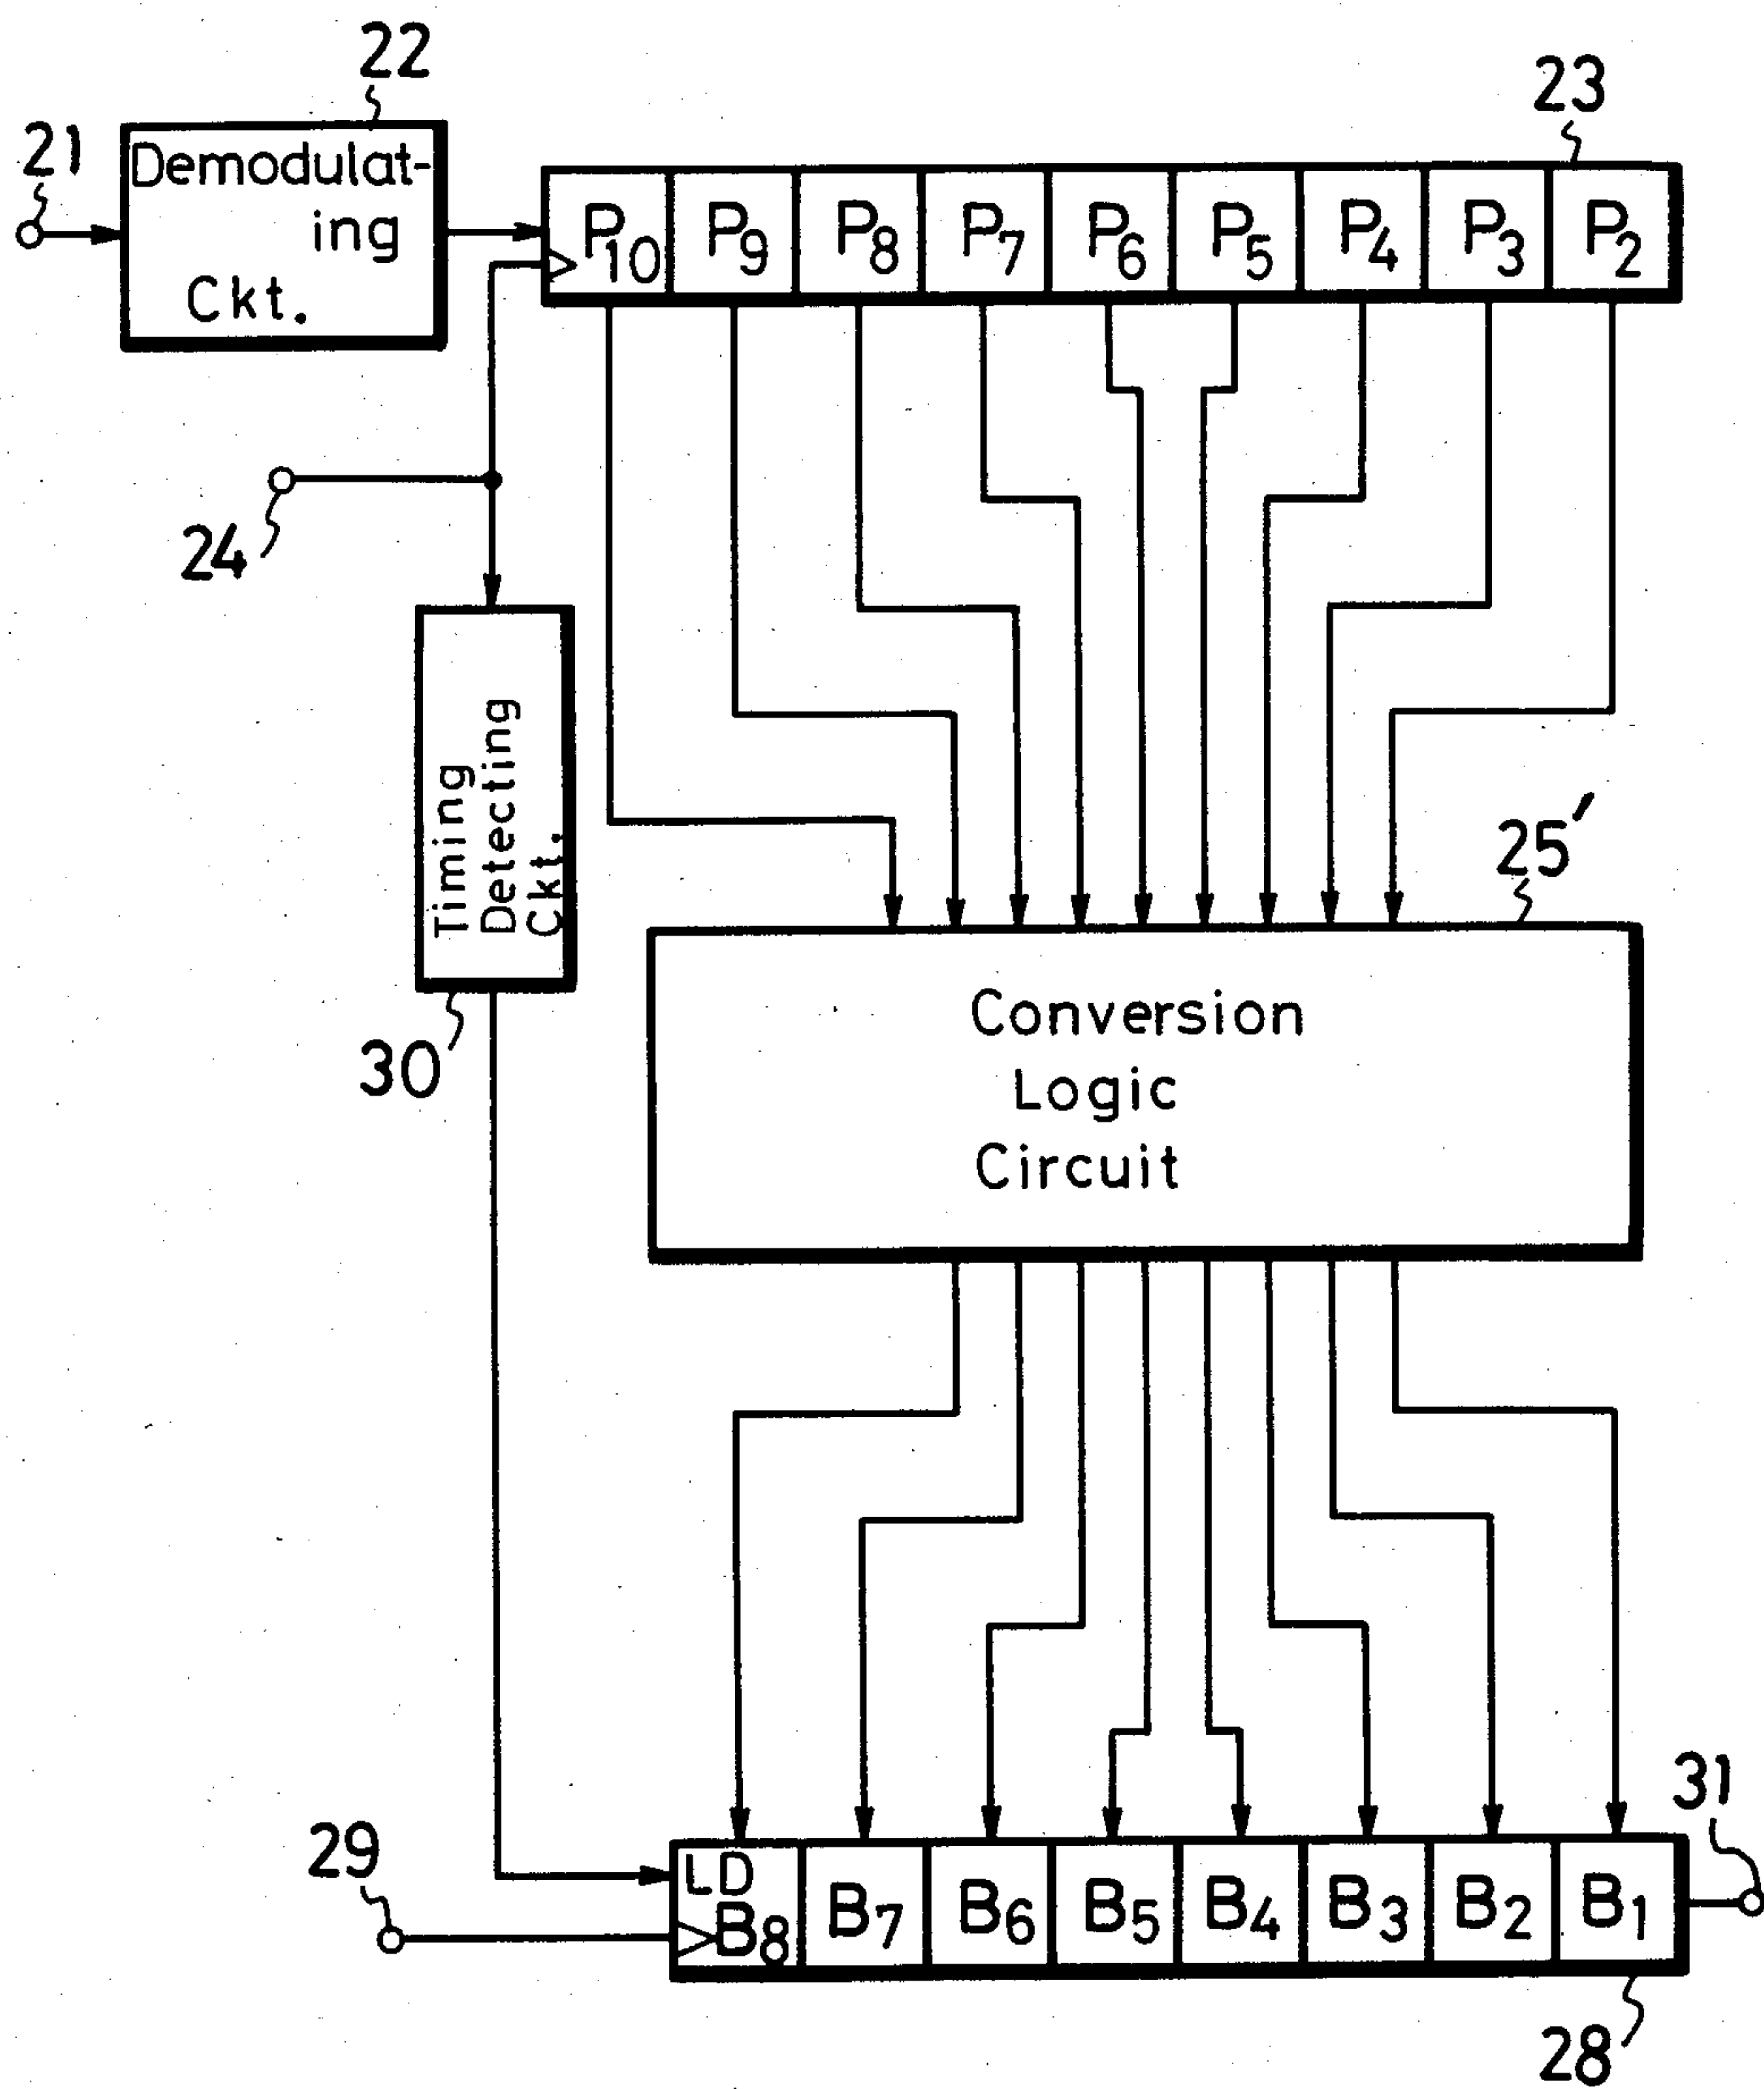 22
23
21
Demodulat-
ing
Ckt.
P10 P9 P8 P7 P6 P5 P4 P3 P2
24
Timing
Detecting
Ckt.
25′
30
Conversion
Logic
Circuit
31
29
LD
B8 B7 B6 B5 B4 B3 B2 B1
28